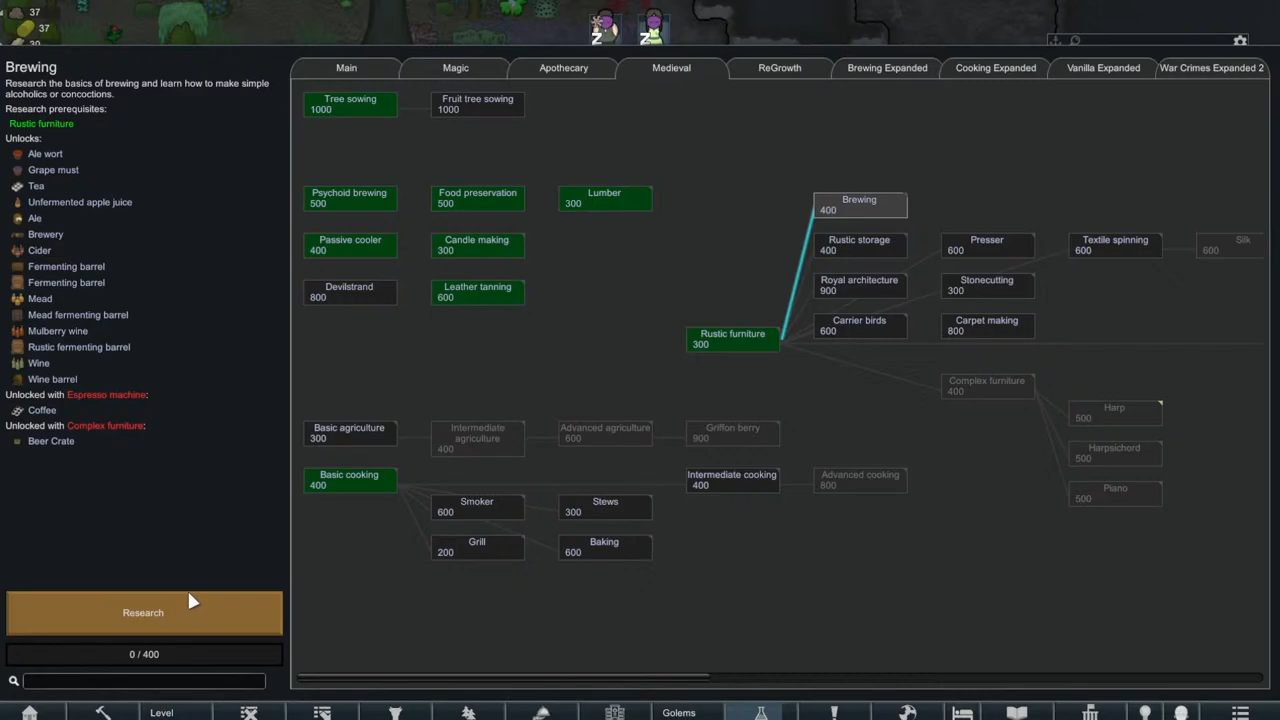 37
37
Z
Z
Brewing
Research the basics of brewing and learn how to make simple
alcoholics or concoctions.
Research prerequisites:
Rustic furniture
Unlocks:
Ale wort
Grape must
Tea
Unfermented apple juice
Ale
Brewery
Cider
Fermenting barrel
Fermenting barrel
Mead
Mead fermenting barrel
Mulberry wine
Rustic fermenting barrel
Wine
Wine barrel
Unlocked with Espresso machine:
Coffee
Unlocked with Complex furniture:
Beer Crate
Research
0 / 400
Main
Magic
Apothecary
Medieval
ReGrowth
Brewing Expanded
Cooking Expanded
Vanilla Expanded
War Crimes Expanded 2
Tree sowing
1000
Fruit tree sowing
1000
Psychoid brewing
500
Food preservation
500
Lumber
300
Brewing
400
Passive cooler
400
Candle making
300
Rustic storage
400
Presser
600
Textile spinning
600
Silk
600
Devilstrand
800
Leather tanning
600
Royal architecture
900
Stonecutting
300
Rustic furniture
300
Carrier birds
600
Carpet making
800
Complex furniture
400
Harp
500
Basic agriculture
300
Intermediate
agriculture
400
Advanced agriculture
600
Griffon berry
900
Harpsichord
500
Basic cooking
400
Intermediate cooking
400
Advanced cooking
800
Piano
500
Smoker
600
Stews
300
Grill
200
Baking
600
Level
Golems